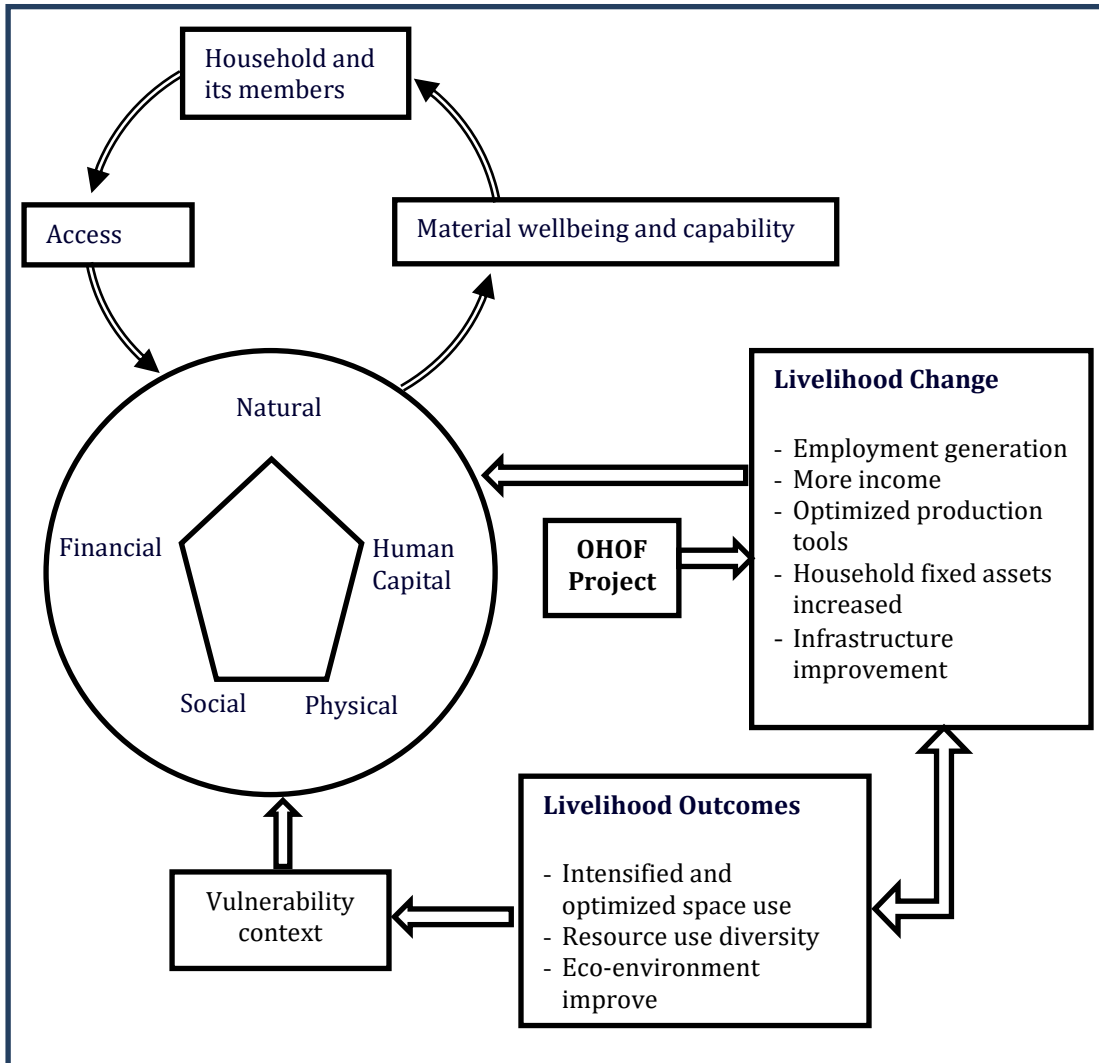 Household and
its members
Access
Material wellbeing and capability
Natural
Financial
Human
Capital
Social
Physical
Livelihood Change
- Employment generation
- More income
- Optimized production
tools
- Household fixed assets
increased
- Infrastructure
improvement
OHOF
Project
Livelihood Outcomes
- Intensified and
optimized space use
- Resource use diversity
- Eco-environment
improve
Vulnerability
context